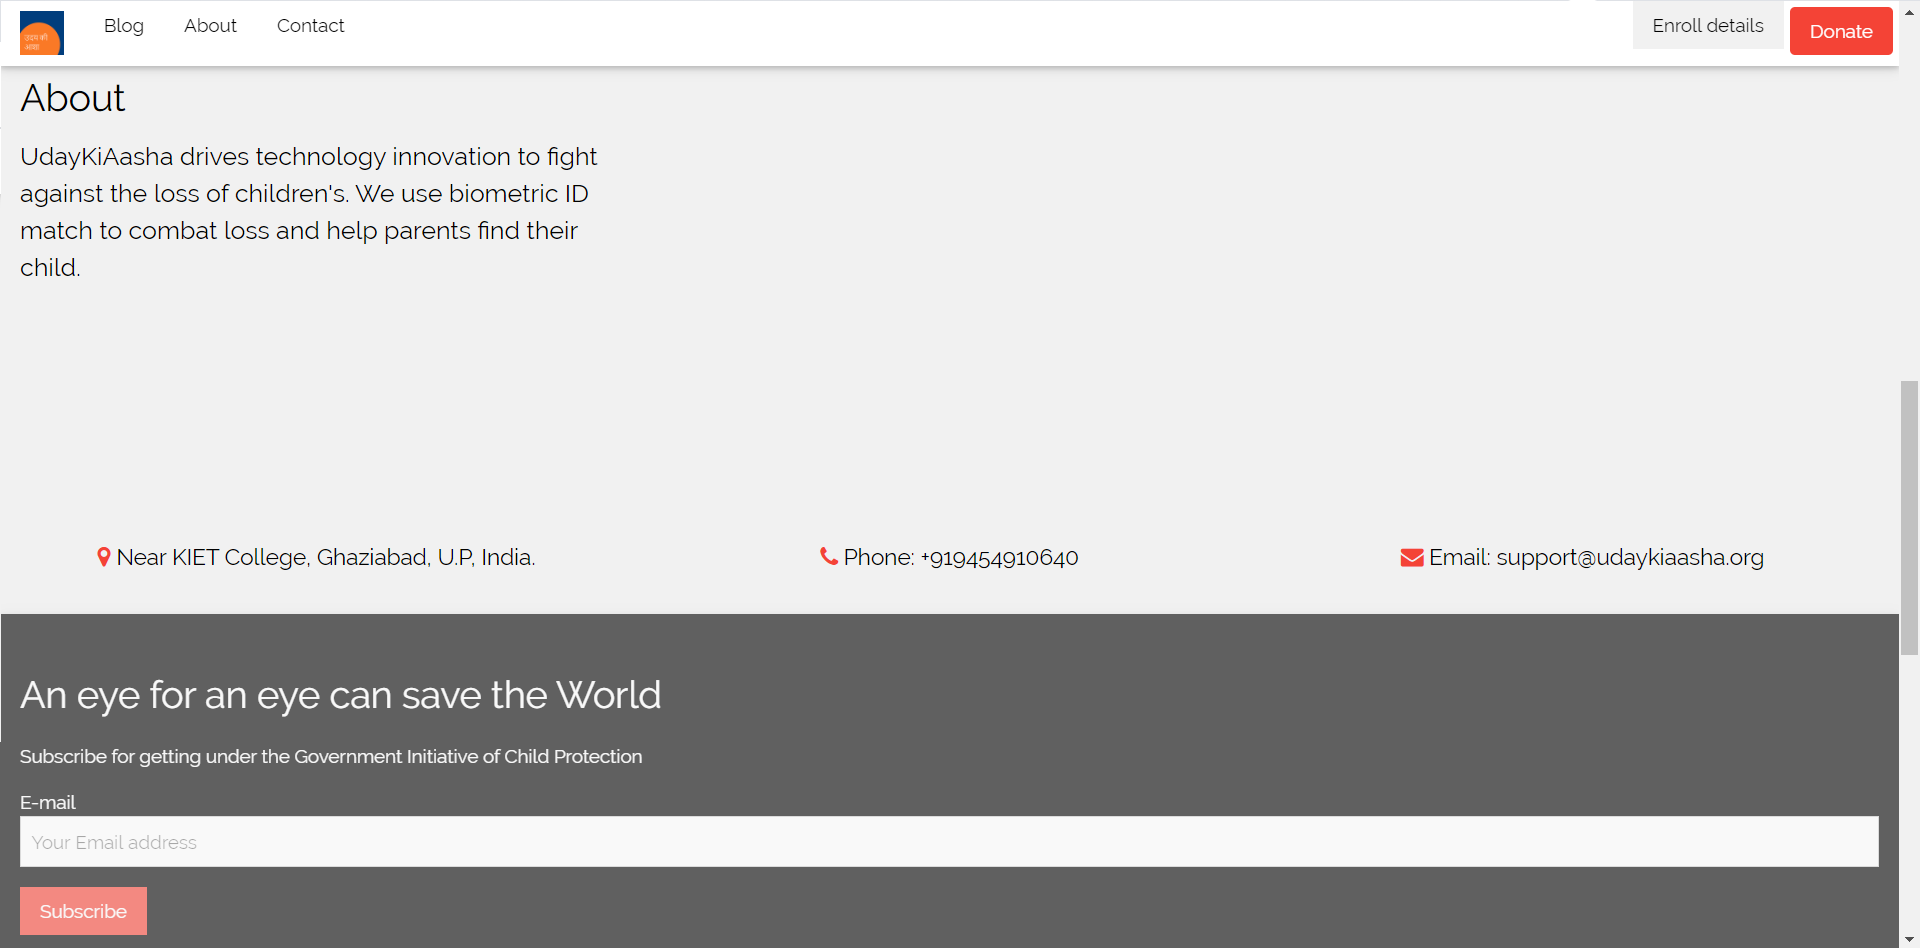 Blog About Contact Enroll details Donate
About
UdayKiAasha drives technology innovation to fight
against the loss of children's. We use biometric ID
match to combat loss and help parents find their
child.
Near KIET College, Ghaziabad, U.P, India. Phone: +919454910640 Email: support@udaykiaasha.org
An eye for an eye can save the World
Subscribe for getting under the Government Initiative of Child Protection
E-mail
Your Email address
Subscribe